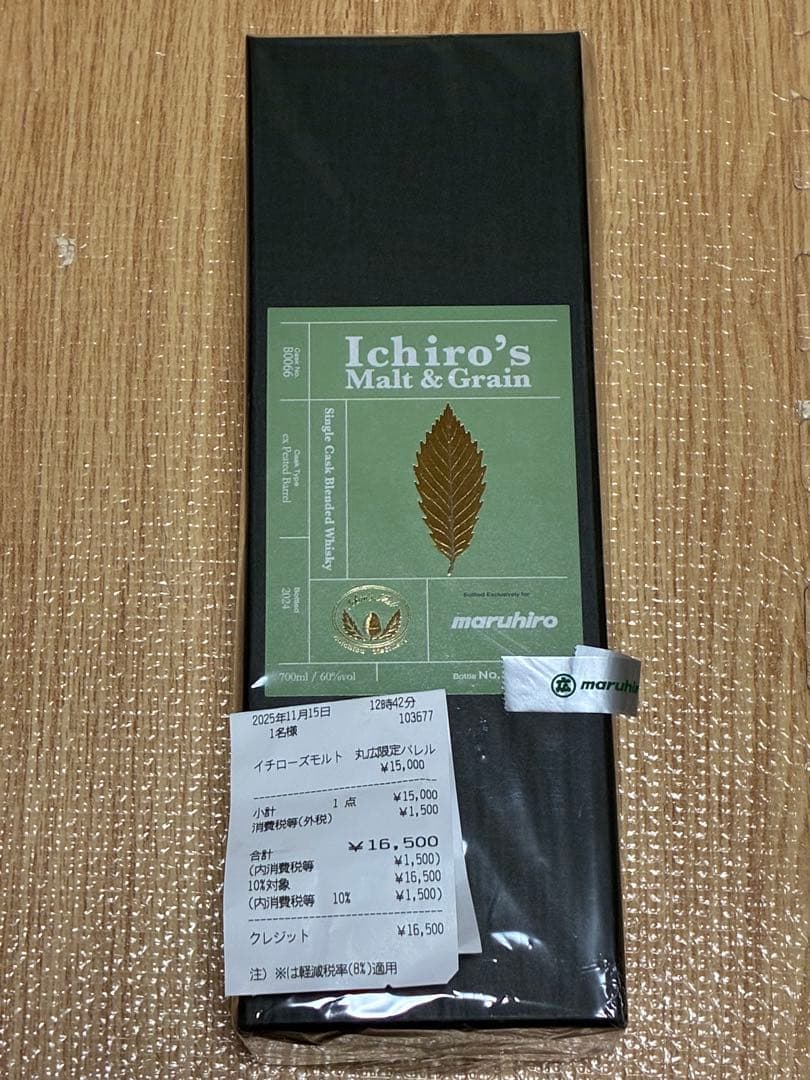 Ichiro's
Malt & Grain
Cask No.
80066
Single Cask Blended Whisky
Cask Type
ex Peated Barrel
Bottled
2024
Bottled Exclusively for
maruhiro
700ml / 60%vol
Bottle No.
広 maruhi
2025年11月15日 12時42分
1名様 103677
イチローズモルト 丸広限定バレル
¥15,000
小計 1 点 ¥15,000
消費税等(外税) ¥1,500
合計 ¥16,500
(内消費税等 ¥1,500)
10%対象 ¥16,500
(内消費税等 10% ¥1,500)
クレジット ¥16,500
注) ※は軽減税率(8%)適用